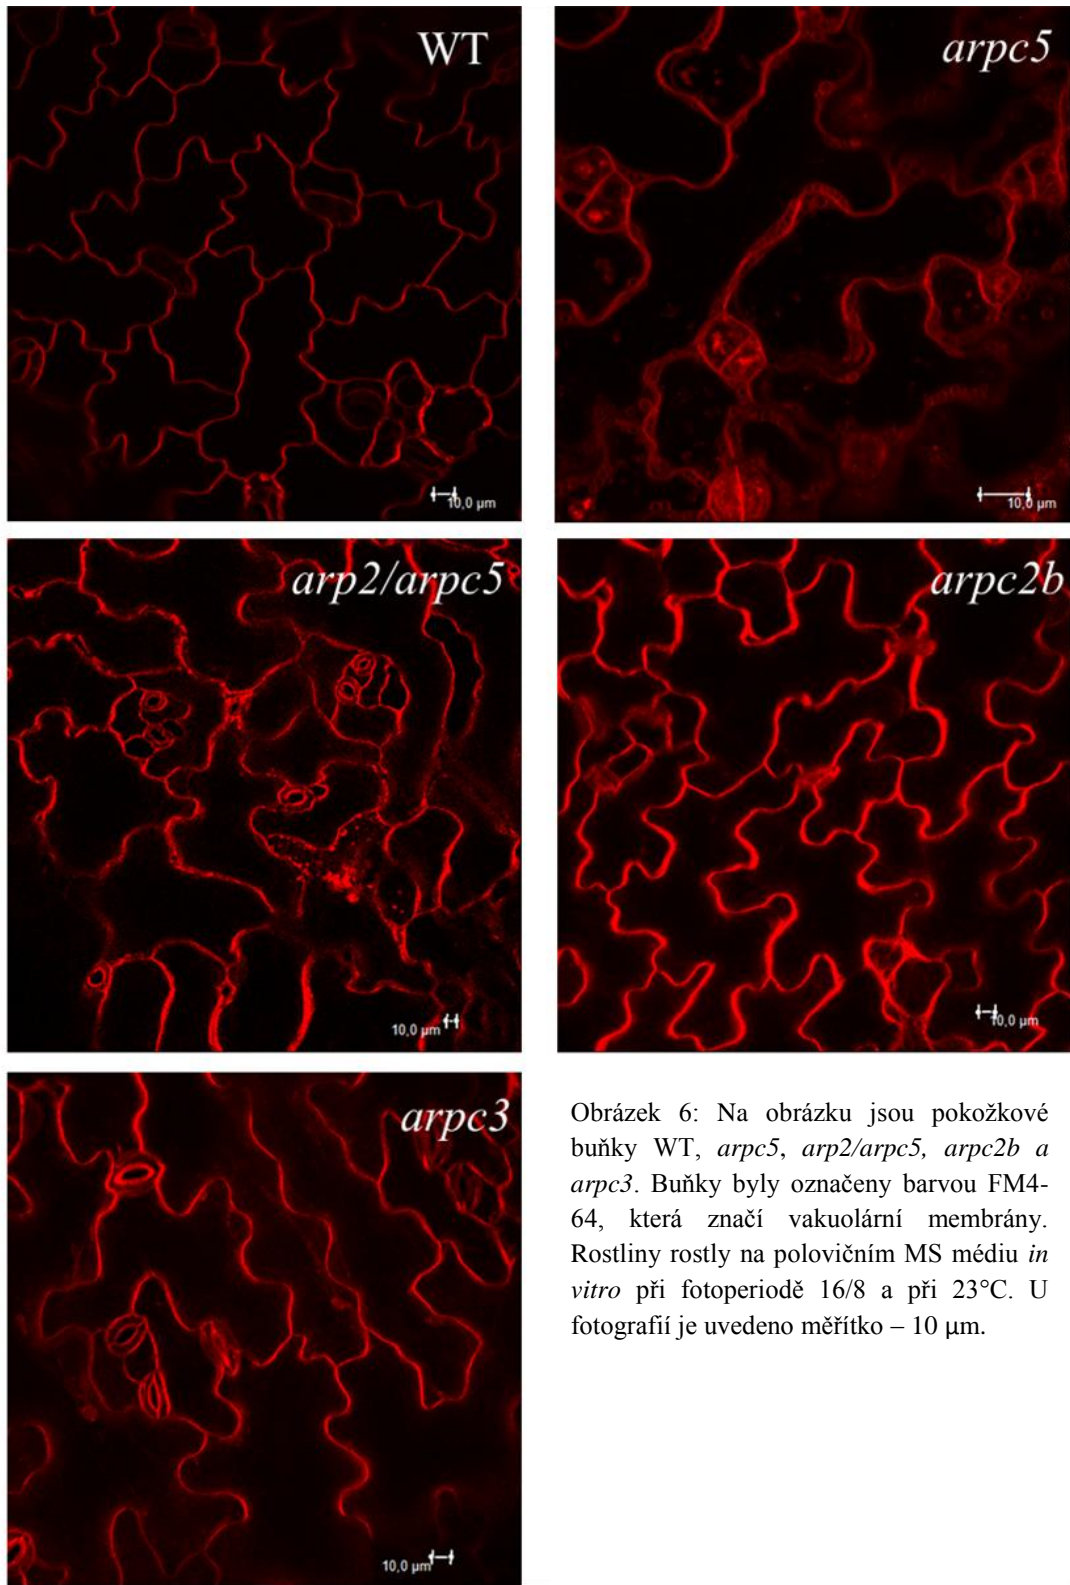 WT
arpc5
10,0 µm
10,0 µm
arp2/arpc5
arpc2b
10,0 µm
10,0 µm
arpc3
10,0 µm
Obrázek 6: Na obrázku jsou pokožkové
buňky WT, arpc5, arp2/arpc5, arpc2b a
arpc3. Buňky byly označeny barvou FM4-
64, která značí vakuolární membrány.
Rostliny rostly na polovičním MS médiu in
vitro při fotoperiodě 16/8 a při 23°C. U
fotografií je uvedeno měřítko – 10 µm.